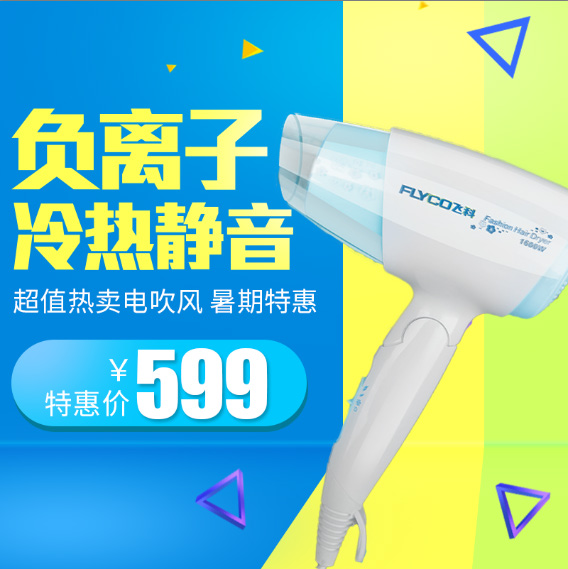 负离子
冷热静音
超值热卖电吹风 暑期特惠
¥
特惠价 599
FLYCO飞科
Fashion Hair Dryer
1600W